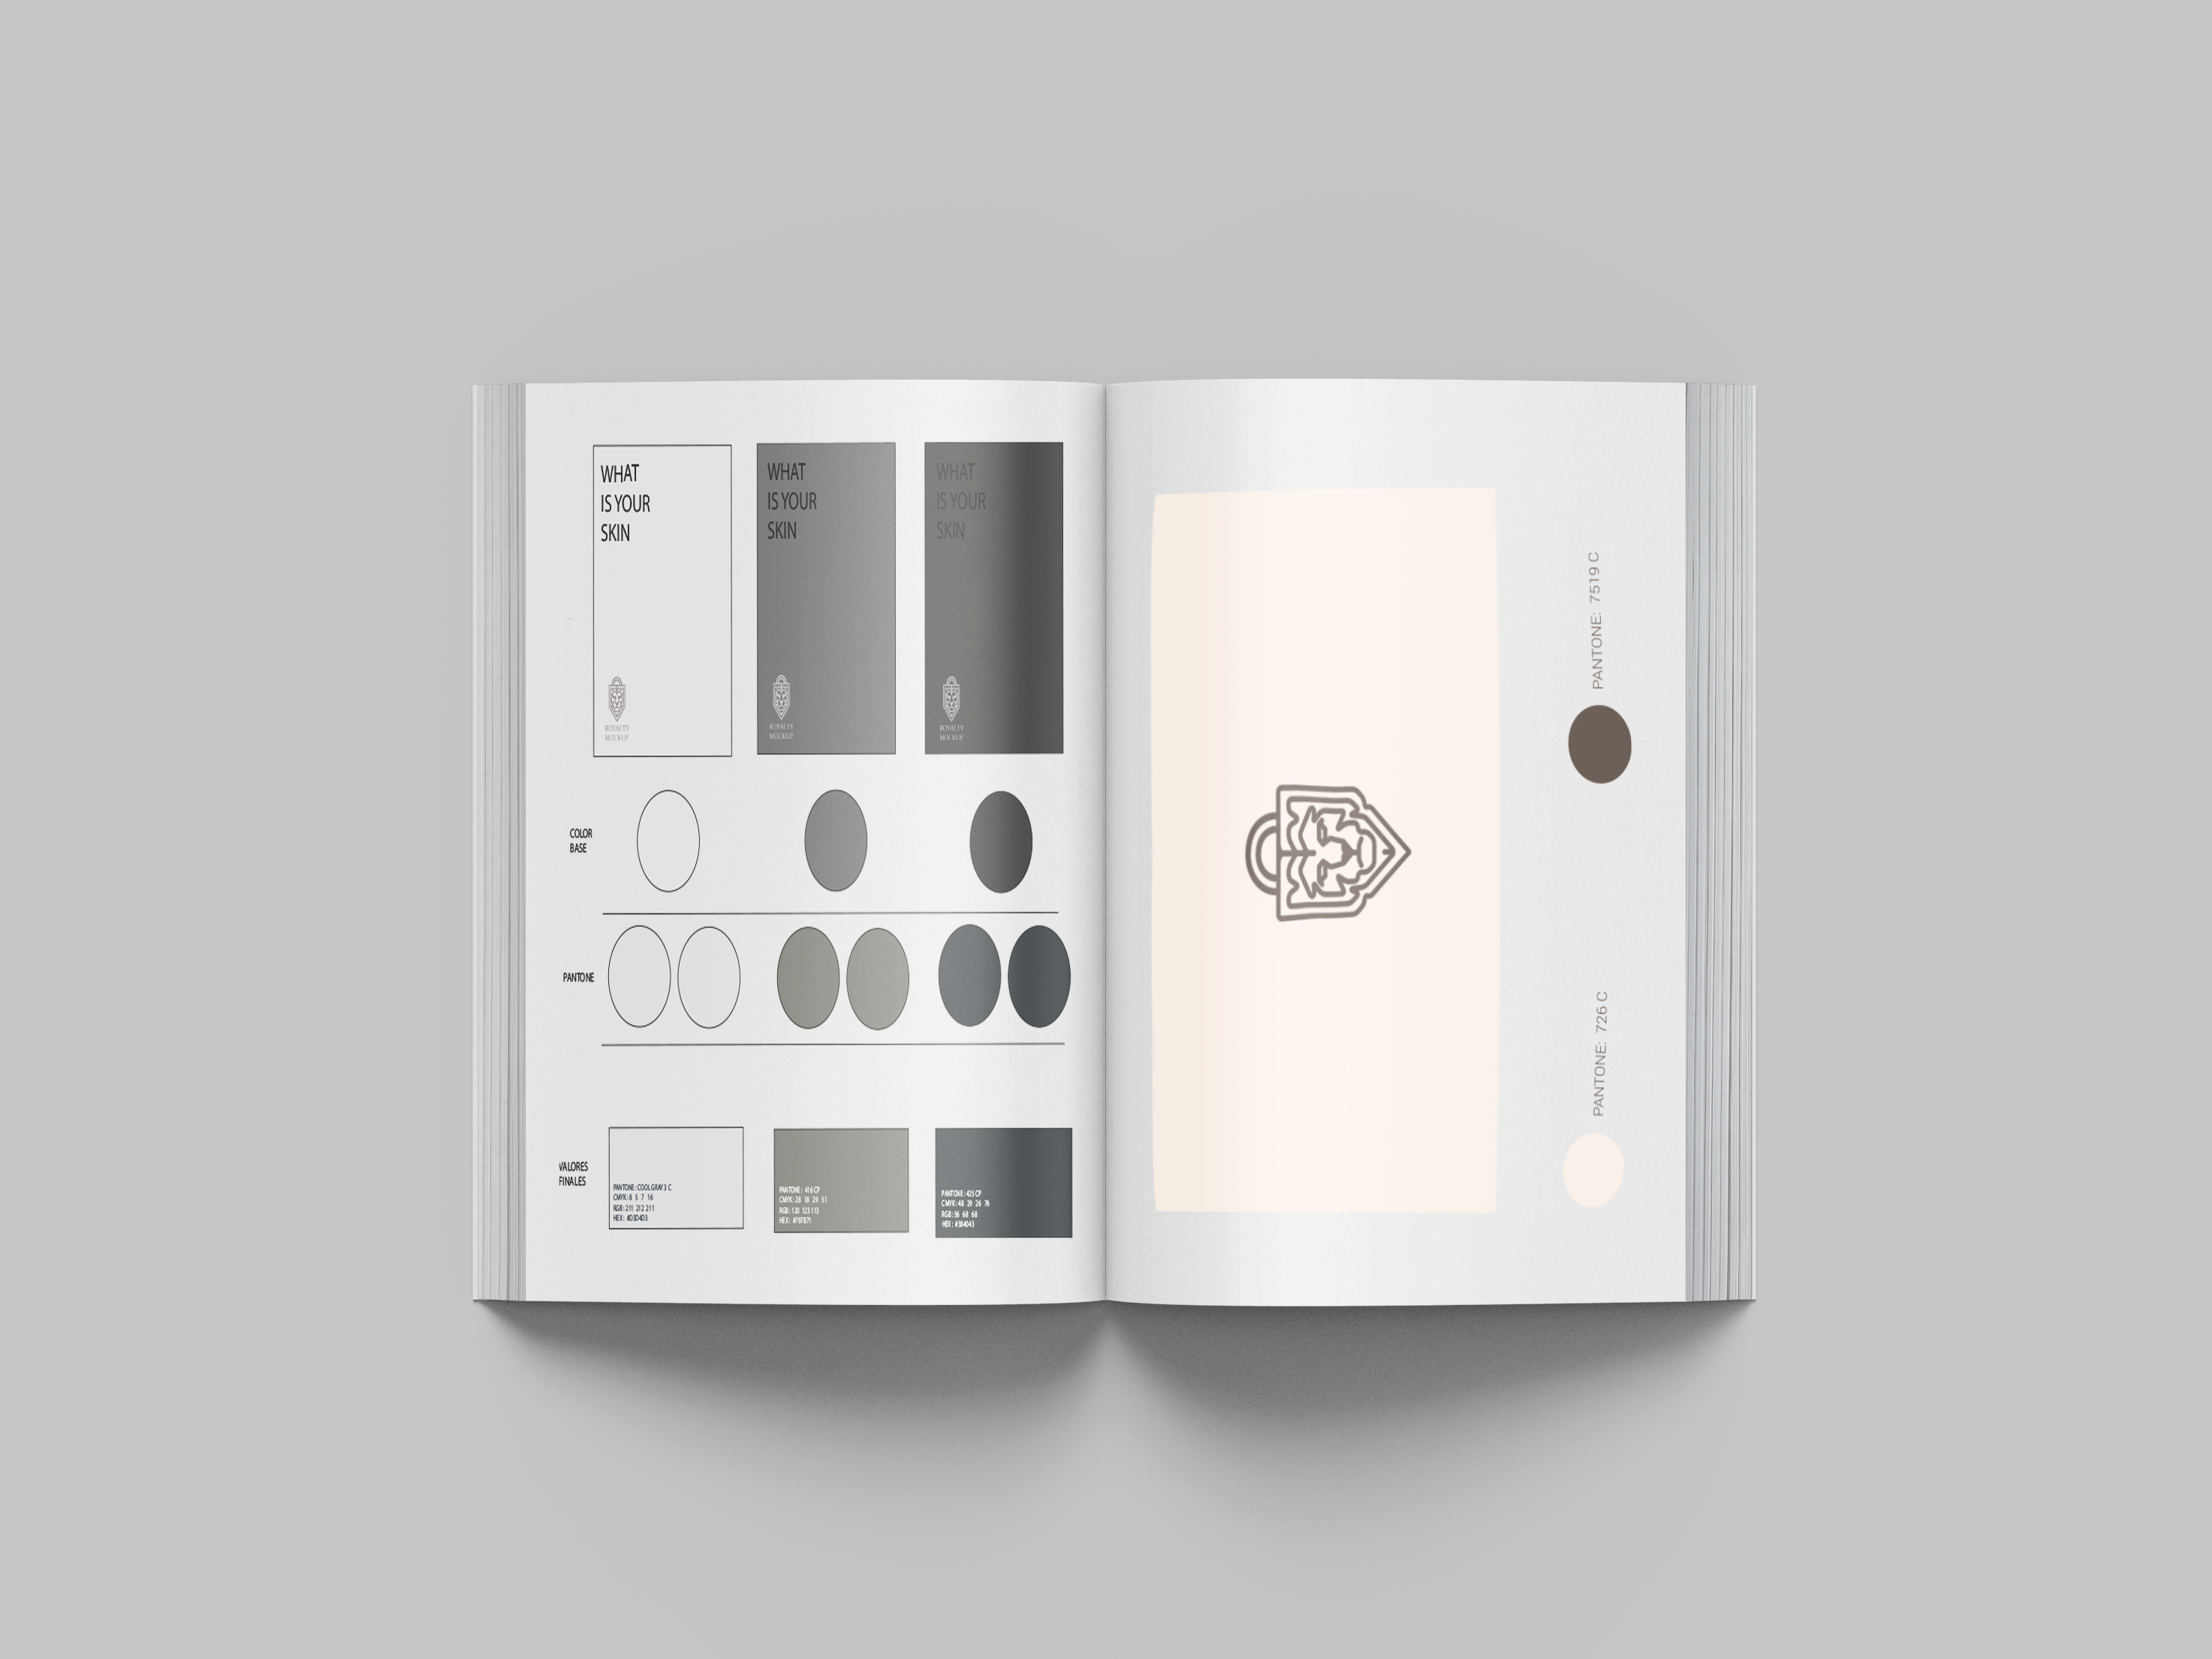 WHAT
IS YOUR
SKIN
ROYALTY
MOCKUP
WHAT
IS YOUR
SKIN
ROYALTY
MOCKUP
WHAT
IS YOUR
SKIN
ROYALTY
MOCKUP
COLOR
BASE
PANTONE
VALORES
FINALES
PANTONE: COOL GRAY 3 C
CMYK: 8 5 7 16
RGB: 211 212 211
HEX: #D3D4D3
PANTONE: 416 CP
CMYK: 28 18 29 51
RGB: 120 123 113
HEX: #797B71
PANTONE: 425 CP
CMYK: 48 29 26 76
RGB: 56 68 68
HEX:
PANTONE: 7519 C
PANTONE: 726 C